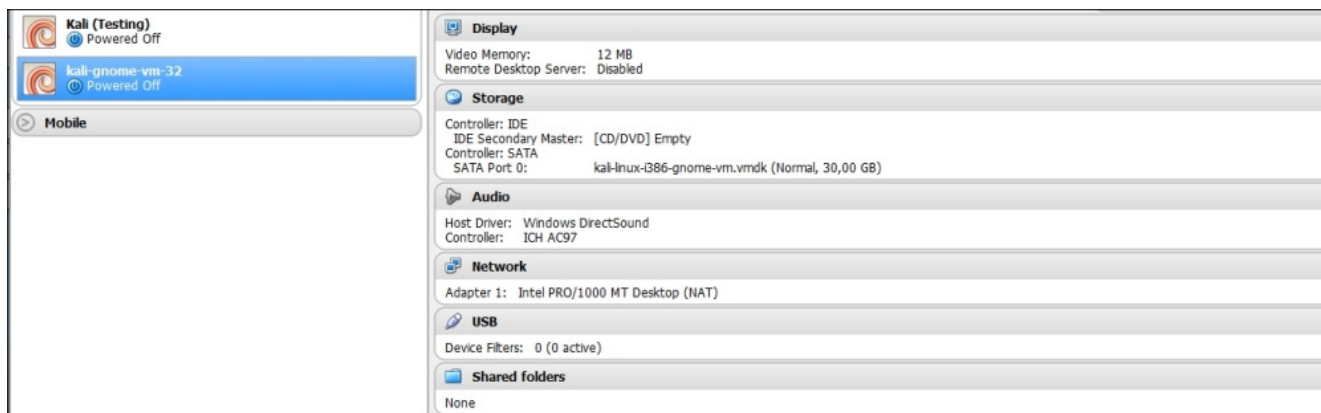 Kali (Testing)
Powered Off
kali-gnome-vm-32
Powered Off
Mobile
Display
Video Memory: 12 MB
Remote Desktop Server: Disabled
Storage
Controller: IDE
IDE Secondary Master: [CD/DVD] Empty
Controller: SATA
SATA Port 0: kali-linux-i386-gnome-vm.vmdk (Normal, 30,00 GB)
Audio
Host Driver: Windows DirectSound
Controller: ICH AC97
Network
Adapter 1: Intel PRO/1000 MT Desktop (NAT)
USB
Device Filters: 0 (0 active)
Shared folders
None